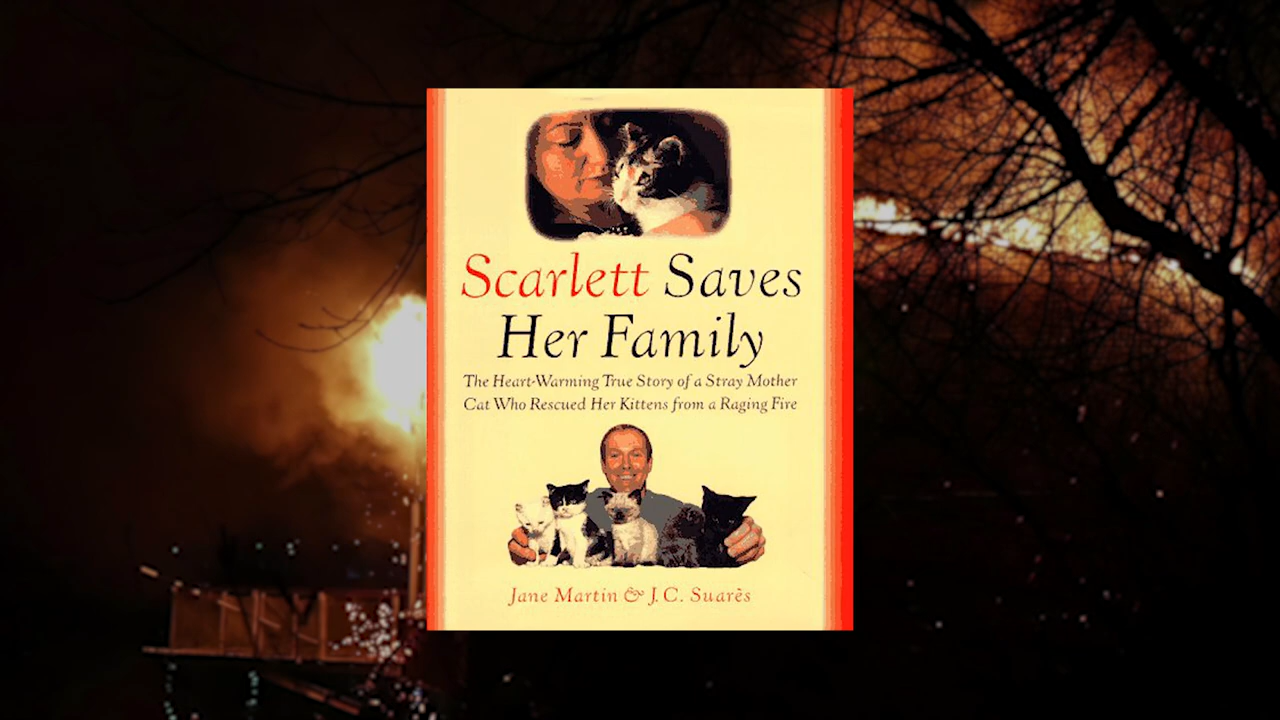 Scarlett Saves
Her Family
The Heart-Warming True Story of a Stray Mother
Cat Who Rescued Her Kittens from a Raging Fire
Jane Martin & J.C. Suarès